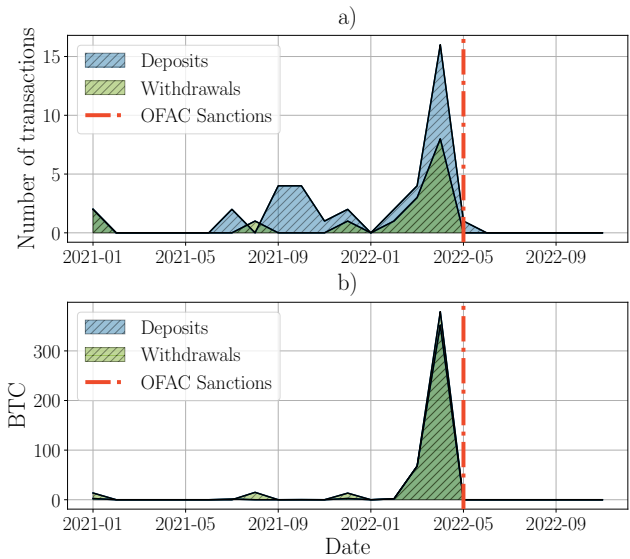 a)
Number of transactions
15
10
5
0
Deposits
Withdrawals
OFAC Sanctions
2021-01 2021-05 2021-09 2022-01 2022-05 2022-09
b)
BTC
300
200
100
0
Deposits
Withdrawals
OFAC Sanctions
2021-01 2021-05 2021-09 2022-01 2022-05 2022-09
Date